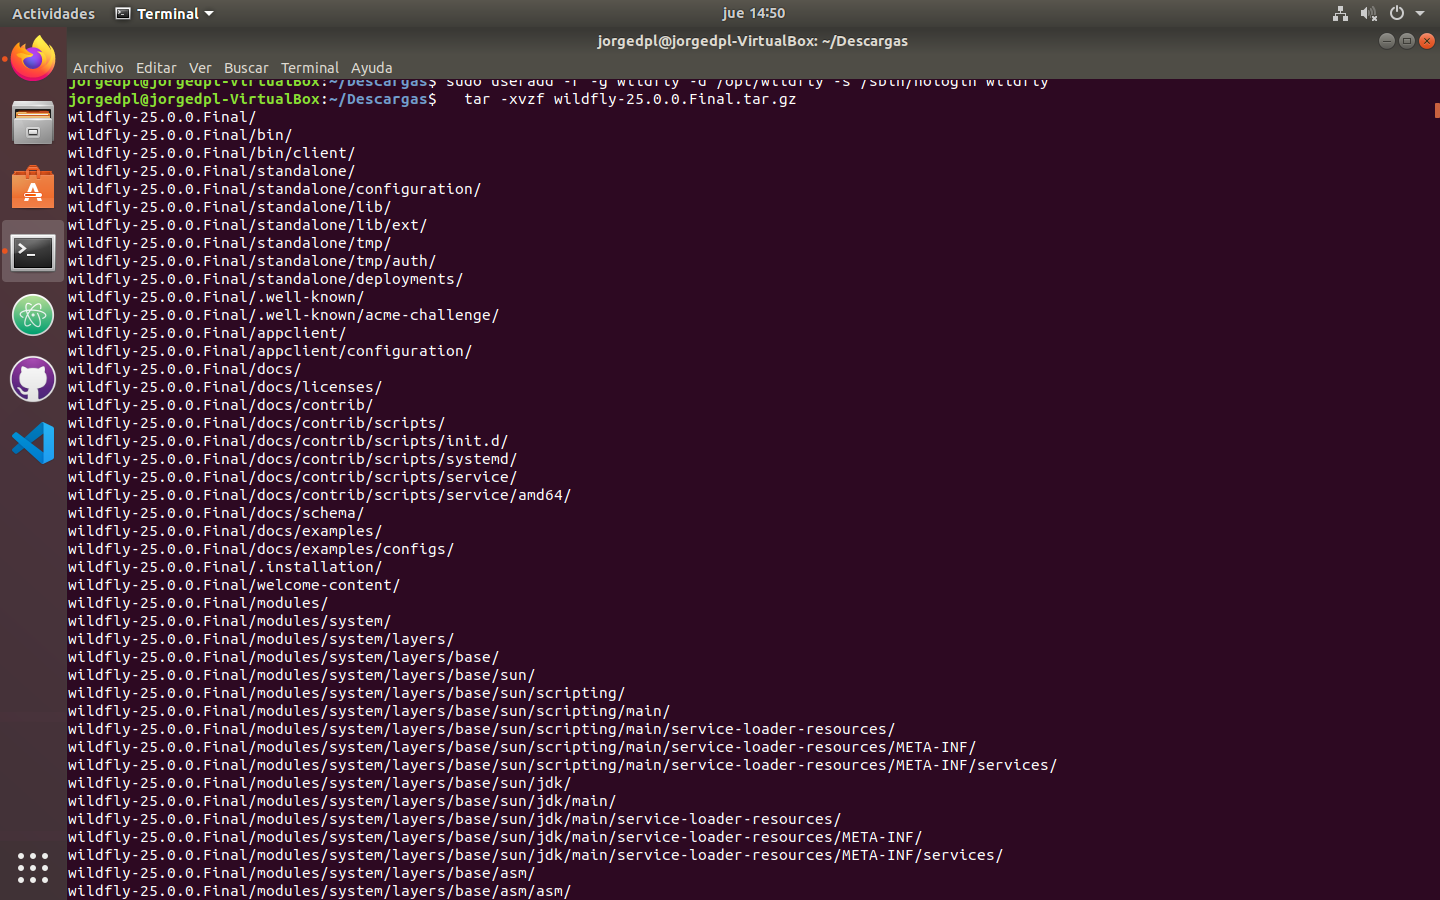 Actividades Terminal jue 14:50
jorgedpl@jorgedpl-VirtualBox: ~/Descargas
Archivo Editar Ver Buscar Terminal Ayuda
jorgedpl@jorgedpl-VirtualBox:~/Descargas$ sudo useradd -r -g wildfly -d /opt/wildfly -s /sbin/nologin wildfly
jorgedpl@jorgedpl-VirtualBox:~/Descargas$   tar -xvzf wildfly-25.0.0.Final.tar.gz
wildfly-25.0.0.Final/
wildfly-25.0.0.Final/bin/
wildfly-25.0.0.Final/bin/client/
wildfly-25.0.0.Final/standalone/
wildfly-25.0.0.Final/standalone/configuration/
wildfly-25.0.0.Final/standalone/lib/
wildfly-25.0.0.Final/standalone/lib/ext/
wildfly-25.0.0.Final/standalone/tmp/
wildfly-25.0.0.Final/standalone/tmp/auth/
wildfly-25.0.0.Final/standalone/deployments/
wildfly-25.0.0.Final/.well-known/
wildfly-25.0.0.Final/.well-known/acme-challenge/
wildfly-25.0.0.Final/appclient/
wildfly-25.0.0.Final/appclient/configuration/
wildfly-25.0.0.Final/docs/
wildfly-25.0.0.Final/docs/licenses/
wildfly-25.0.0.Final/docs/contrib/
wildfly-25.0.0.Final/docs/contrib/scripts/
wildfly-25.0.0.Final/docs/contrib/scripts/init.d/
wildfly-25.0.0.Final/docs/contrib/scripts/systemd/
wildfly-25.0.0.Final/docs/contrib/scripts/service/
wildfly-25.0.0.Final/docs/contrib/scripts/service/amd64/
wildfly-25.0.0.Final/docs/schema/
wildfly-25.0.0.Final/docs/examples/
wildfly-25.0.0.Final/docs/examples/configs/
wildfly-25.0.0.Final/.installation/
wildfly-25.0.0.Final/welcome-content/
wildfly-25.0.0.Final/modules/
wildfly-25.0.0.Final/modules/system/
wildfly-25.0.0.Final/modules/system/layers/
wildfly-25.0.0.Final/modules/system/layers/base/
wildfly-25.0.0.Final/modules/system/layers/base/sun/
wildfly-25.0.0.Final/modules/system/layers/base/sun/scripting/
wildfly-25.0.0.Final/modules/system/layers/base/sun/scripting/main/
wildfly-25.0.0.Final/modules/system/layers/base/sun/scripting/main/service-loader-resources/
wildfly-25.0.0.Final/modules/system/layers/base/sun/scripting/main/service-loader-resources/META-INF/
wildfly-25.0.0.Final/modules/system/layers/base/sun/scripting/main/service-loader-resources/META-INF/services/
wildfly-25.0.0.Final/modules/system/layers/base/sun/jdk/
wildfly-25.0.0.Final/modules/system/layers/base/sun/jdk/main/
wildfly-25.0.0.Final/modules/system/layers/base/sun/jdk/main/service-loader-resources/
wildfly-25.0.0.Final/modules/system/layers/base/sun/jdk/main/service-loader-resources/META-INF/
wildfly-25.0.0.Final/modules/system/layers/base/sun/jdk/main/service-loader-resources/META-INF/services/
wildfly-25.0.0.Final/modules/system/layers/base/asm/
wildfly-25.0.0.Final/modules/system/layers/base/asm/asm/